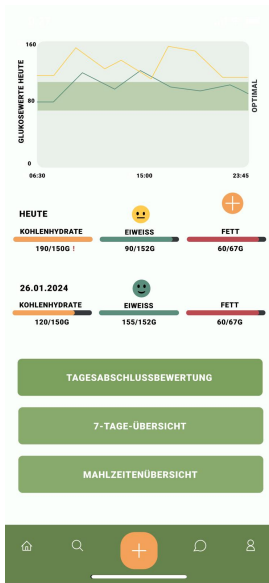 160
GLUKOSEWERTE HEUTE
80
OPTIMAL
0
06:30 15:00 23:45
HEUTE
KOHLENHYDRATE EIWEISS FETT
190/150G ! 90/152G 60/67G
26.01.2024
KOHLENHYDRATE EIWEISS FETT
120/150G 155/152G 60/67G
TAGESABSCHLUSSBEWERTUNG
7-TAGE-ÜBERSICHT
MAHLZEITENÜBERSICHT